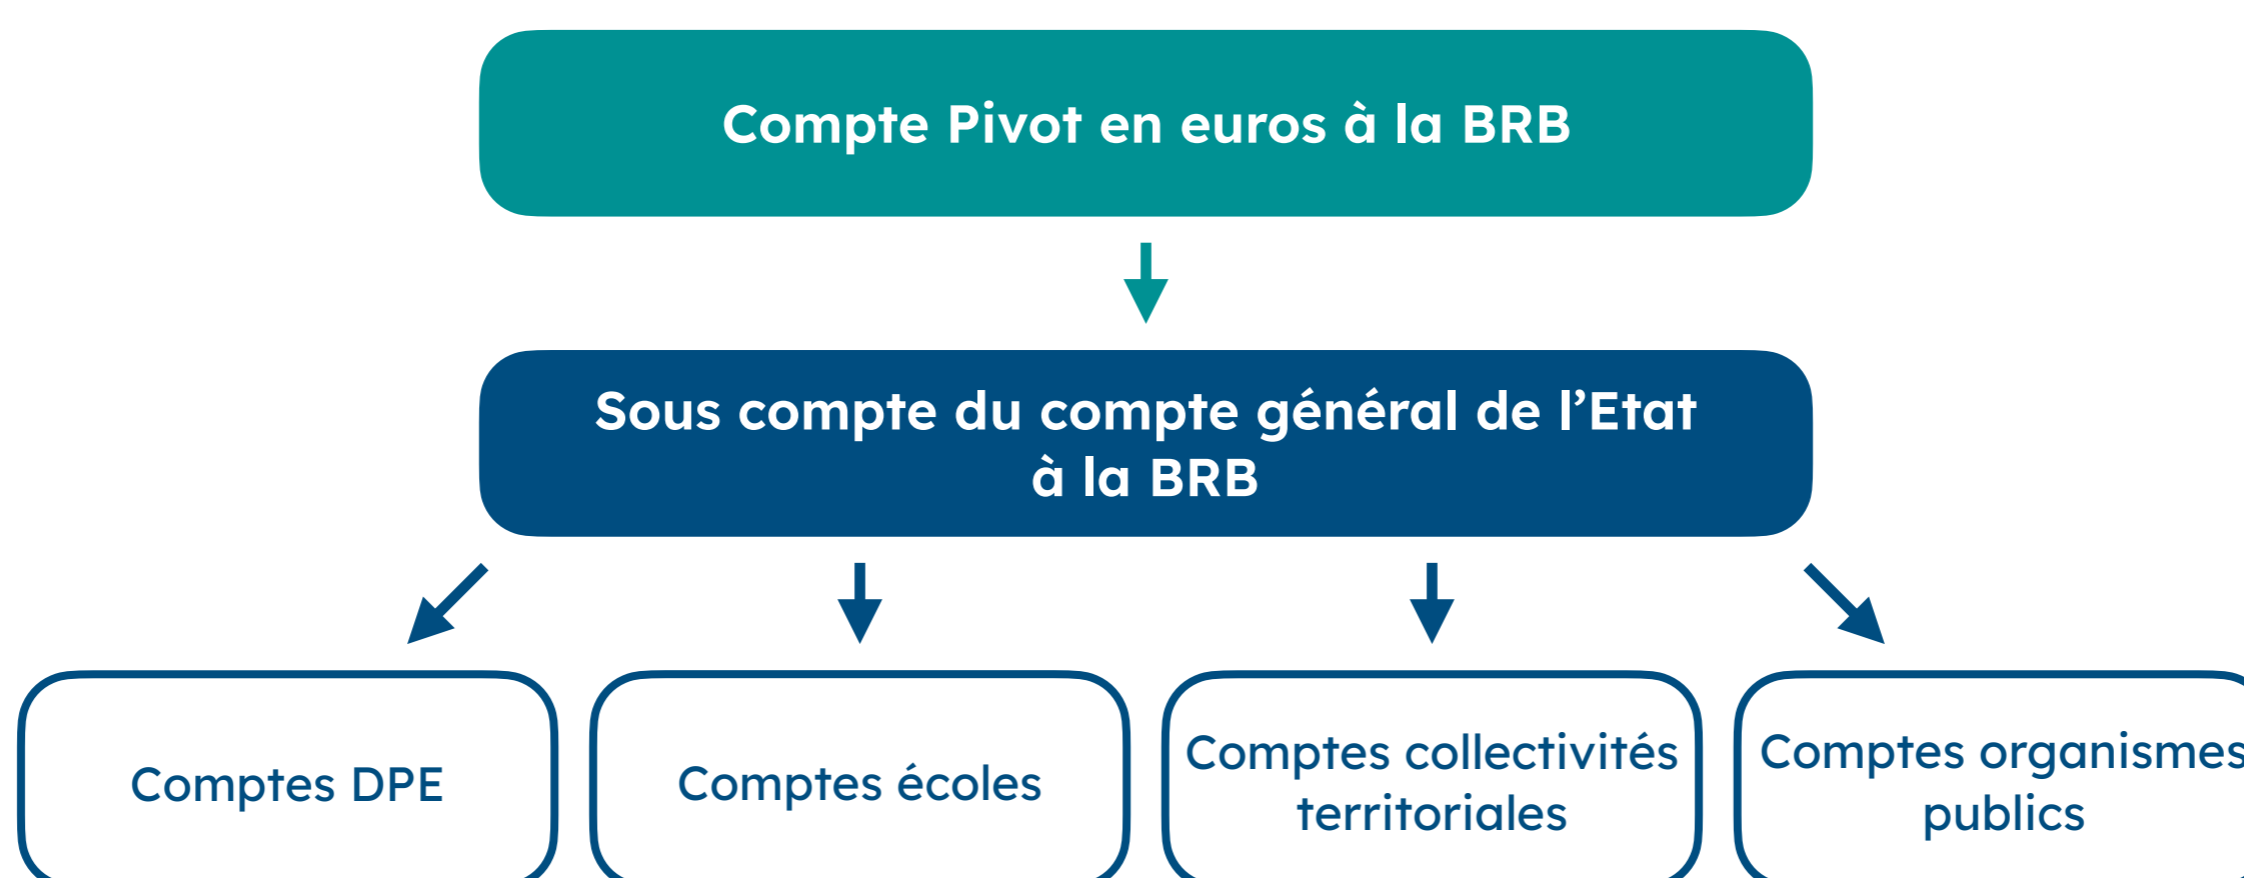 Compte Pivot en euros à la BRB
Sous compte du compte général de l’Etat
à la BRB
Comptes DPE
Comptes écoles
Comptes collectivités
territoriales
Comptes organismes
publics